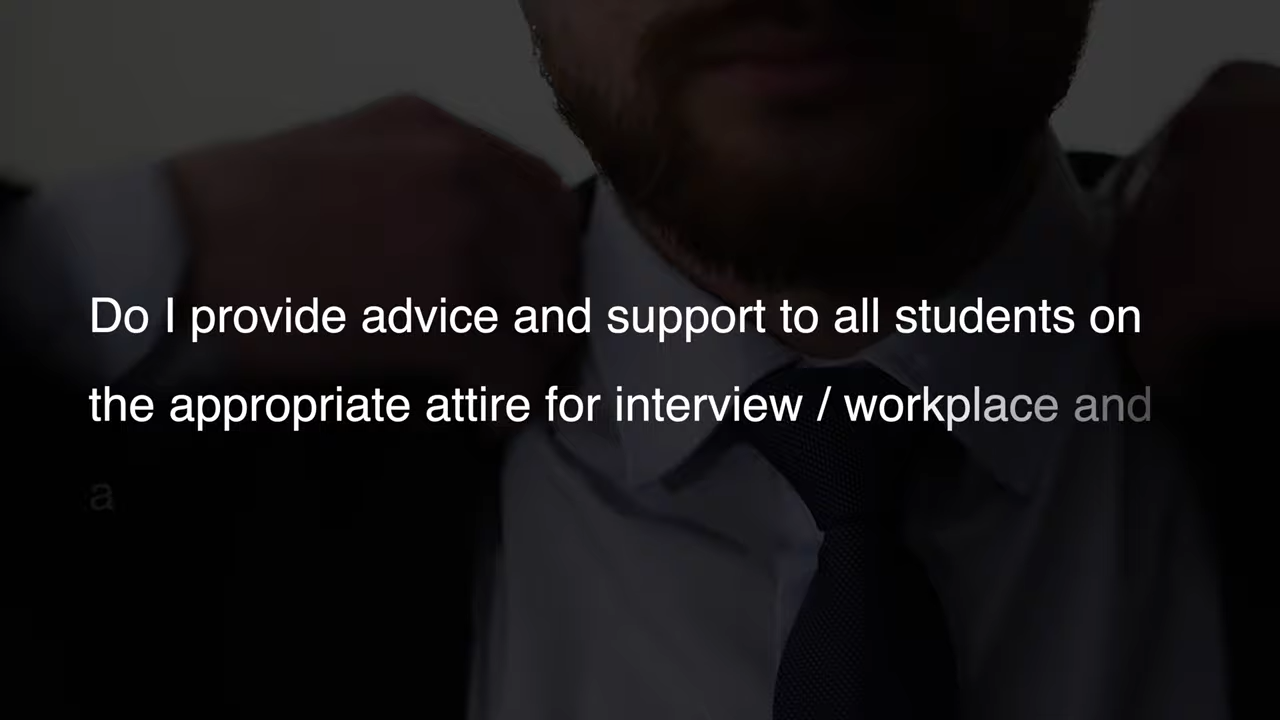 Do I provide advice and support to all students on
the appropriate attire for interview / workplace and
a